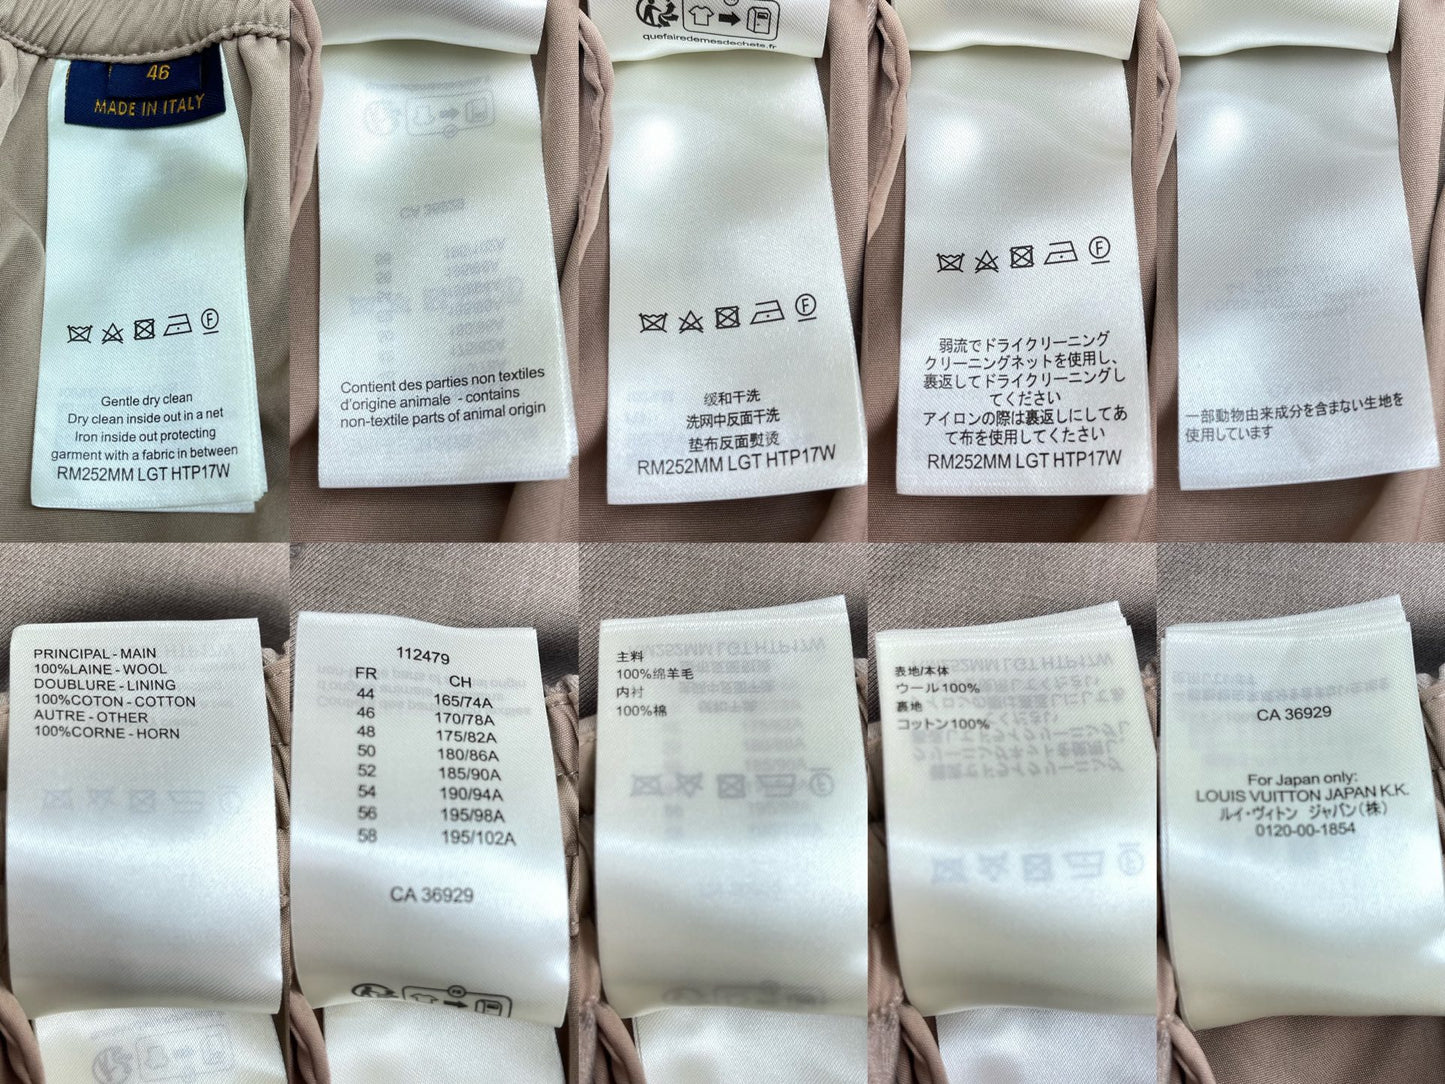 46
MADE IN ITALY
Gentle dry clean
Dry clean inside out in a net
Iron inside out protecting
garment with a fabric in between
RM252MM LGT HTP17W
CA 36929
Contient des parties non textiles
d'origine animale - contains
non-textile parts of animal origin
quefairedemesdechets.fr
F
缓和干洗
洗网中反面干洗
垫布反面熨烫
RM252MM LGT HTP17W
F
弱流でドライクリーニング
クリーニングネットを使用し、
裏返してドライクリーニングし
てください
アイロンの際は裏返しにしてあ
て布を使用してください
RM252MM LGT HTP17W
一部動物由来成分を含まない生地を
使用しています
PRINCIPAL - MAIN
100%LAINE - WOOL
DOUBLURE - LINING
100%COTON - COTTON
AUTRE - OTHER
100%CORNE - HORN
112479
FR CH
44 165/74A
46 170/78A
48 175/82A
50 180/86A
52 185/90A
54 190/94A
56 195/98A
58 195/102A
CA 36929
主料
100%绵羊毛
内衬
100%棉
表地/本体
ウール100%
裏地
コットン100%
CA 36929
For Japan only:
LOUIS VUITTON JAPAN K.K.
ルイ・ヴィトン ジャパン(株)
0120-00-1854